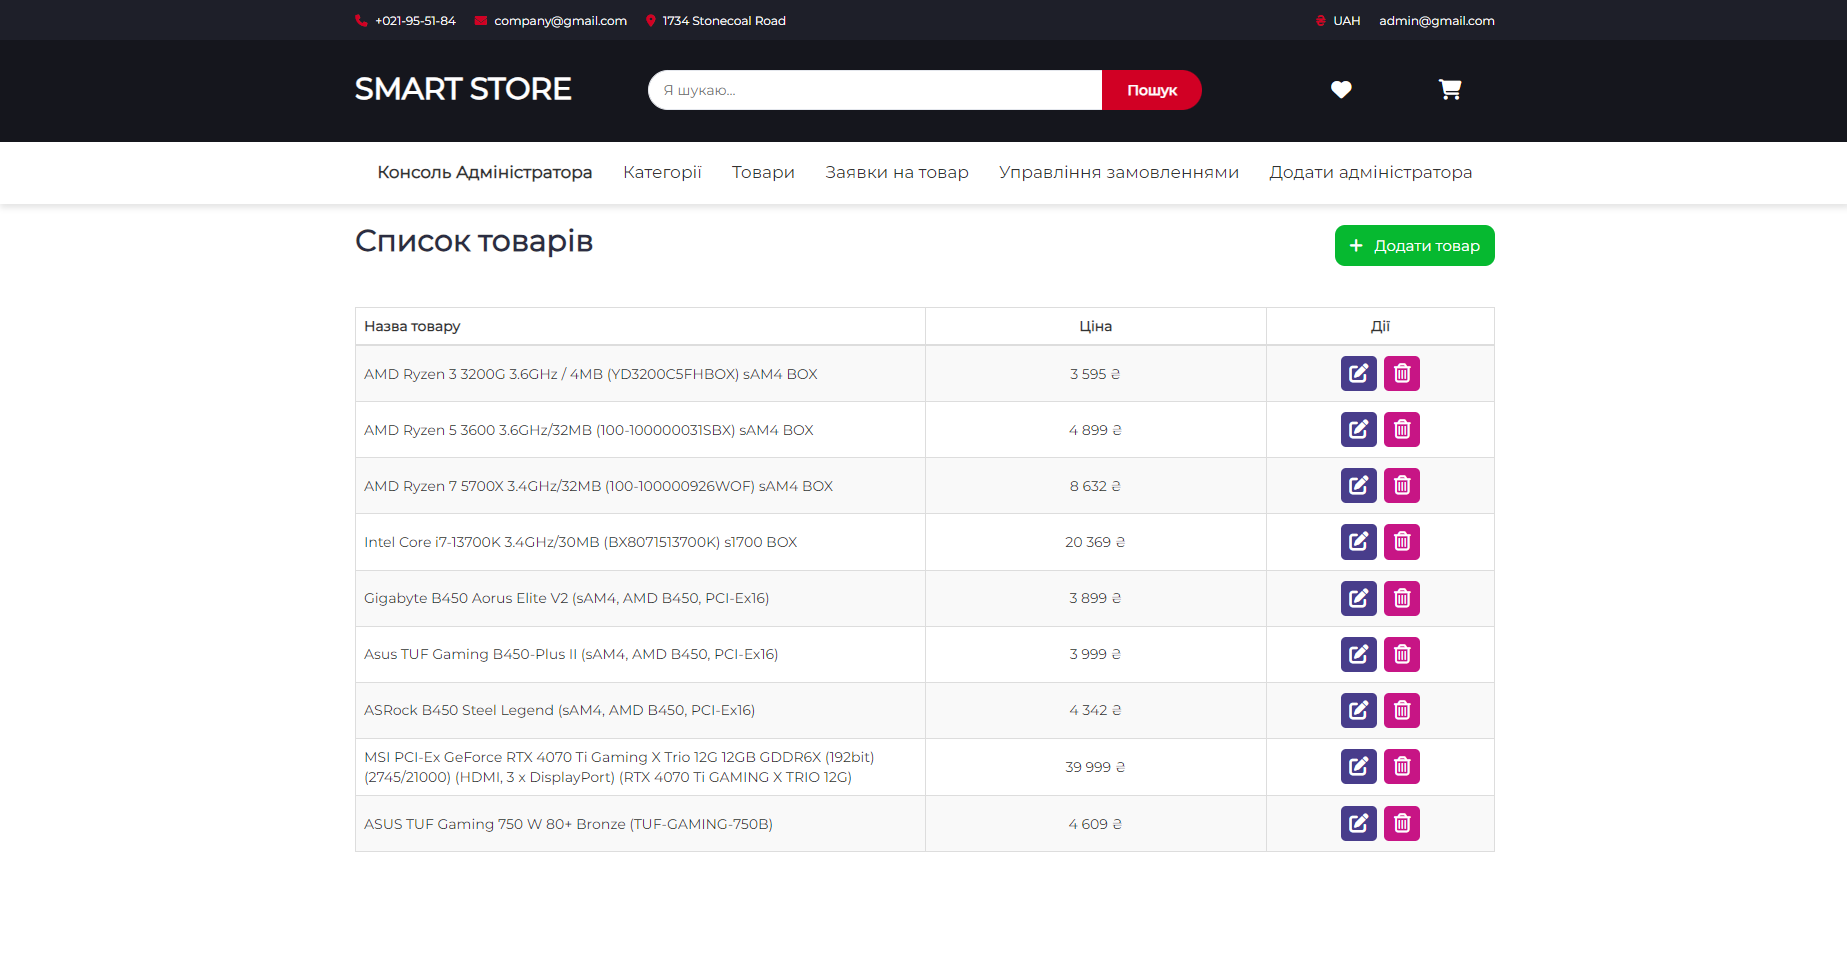 +021-95-51-84 company@gmail.com 1734 Stonecoal Road ₴ UAH admin@gmail.com
SMART STORE Я шукаю... Пошук
Консоль Адміністратора Категорії Товари Заявки на товар Управління замовленнями Додати адміністратора
Список товарів + Додати товар
Назва товару Ціна Дії
AMD Ryzen 3 3200G 3.6GHz / 4MB (YD3200C5FHBOX) sAM4 BOX 3 595 ₴
AMD Ryzen 5 3600 3.6GHz/32MB (100-100000031SBX) sAM4 BOX 4 899 ₴
AMD Ryzen 7 5700X 3.4GHz/32MB (100-100000926WOF) sAM4 BOX 8 632 ₴
Intel Core i7-13700K 3.4GHz/30MB (BX8071513700K) s1700 BOX 20 369 ₴
Gigabyte B450 Aorus Elite V2 (sAM4, AMD B450, PCI-Ex16) 3 899 ₴
Asus TUF Gaming B450-Plus II (sAM4, AMD B450, PCI-Ex16) 3 999 ₴
ASRock B450 Steel Legend (sAM4, AMD B450, PCI-Ex16) 4 342 ₴
MSI PCI-Ex GeForce RTX 4070 Ti Gaming X Trio 12G 12GB GDDR6X (192bit)
(2745/21000) (HDMI, 3 x DisplayPort) (RTX 4070 Ti GAMING X TRIO 12G) 39 999 ₴
ASUS TUF Gaming 750 W 80+ Bronze (TUF-GAMING-750B) 4 609 ₴